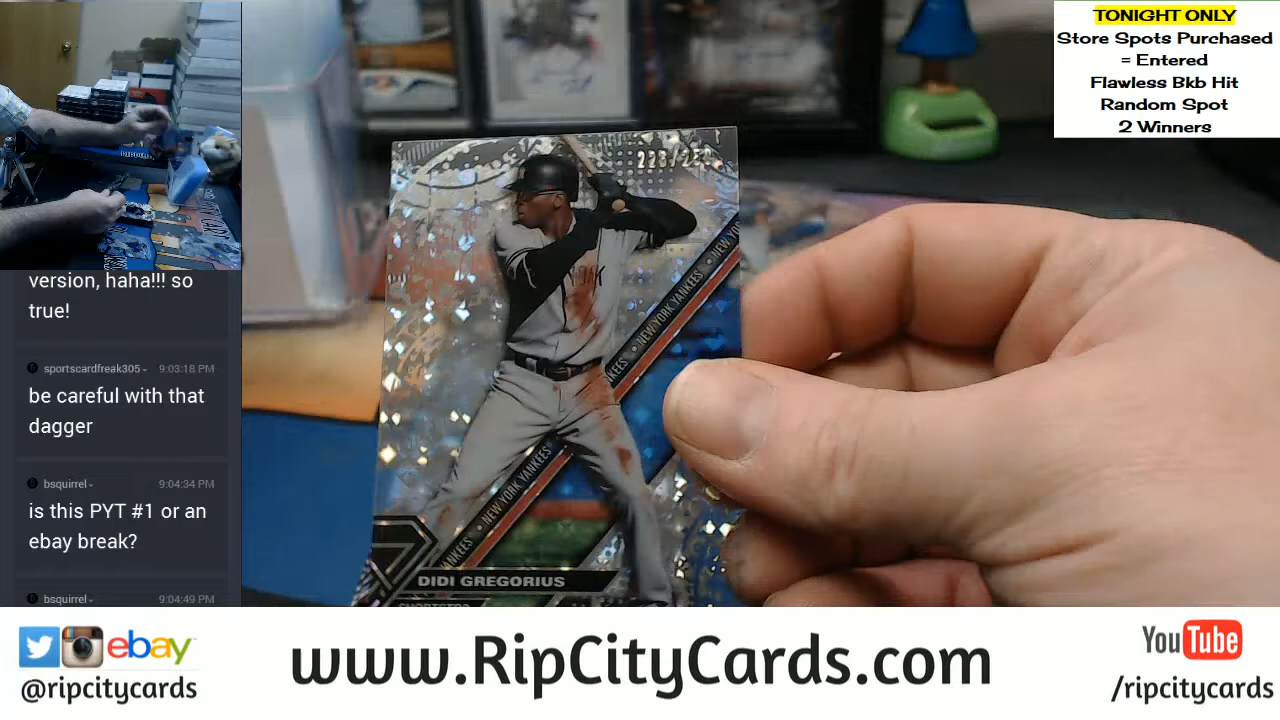 TONIGHT ONLY
Store Spots Purchased
= Entered
Flawless Bkb Hit
Random Spot
2 Winners
version, haha!!! so
true!
sportscardfreak305
9:03:18 PM
be careful with that
dagger
bsquirrel
9:04:34 PM
is this PYT #1 or an
ebay break?
bsquirrel
9:04:49 PM
NEW YORK YANKEES
NEW YORK YANKEES
DIDI GREGORIUS
SHORTSTOP
ebay
@ripcitycards
www.RipCityCards.com
YouTube
/ripcitycards